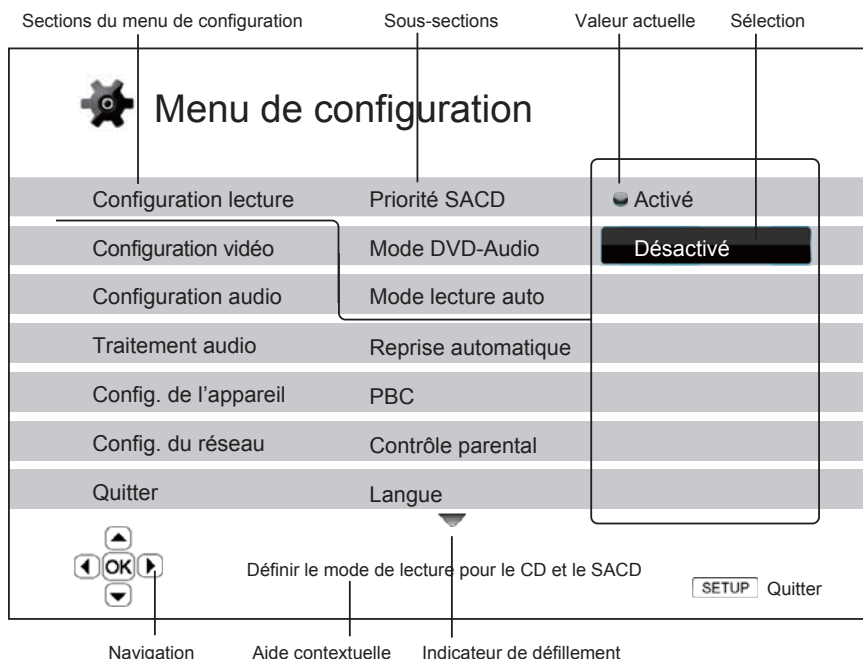 Sections du menu de configuration Sous-sections Valeur actuelle Sélection
Menu de configuration
Configuration lecture Priorité SACD Activé
Configuration vidéo Mode DVD-Audio Désactivé
Configuration audio Mode lecture auto
Traitement audio Reprise automatique
Config. de l’appareil PBC
Config. du réseau Contrôle parental
Quitter Langue
OK Définir le mode de lecture pour le CD et le SACD
SETUP Quitter
Navigation Aide contextuelle Indicateur de défillement